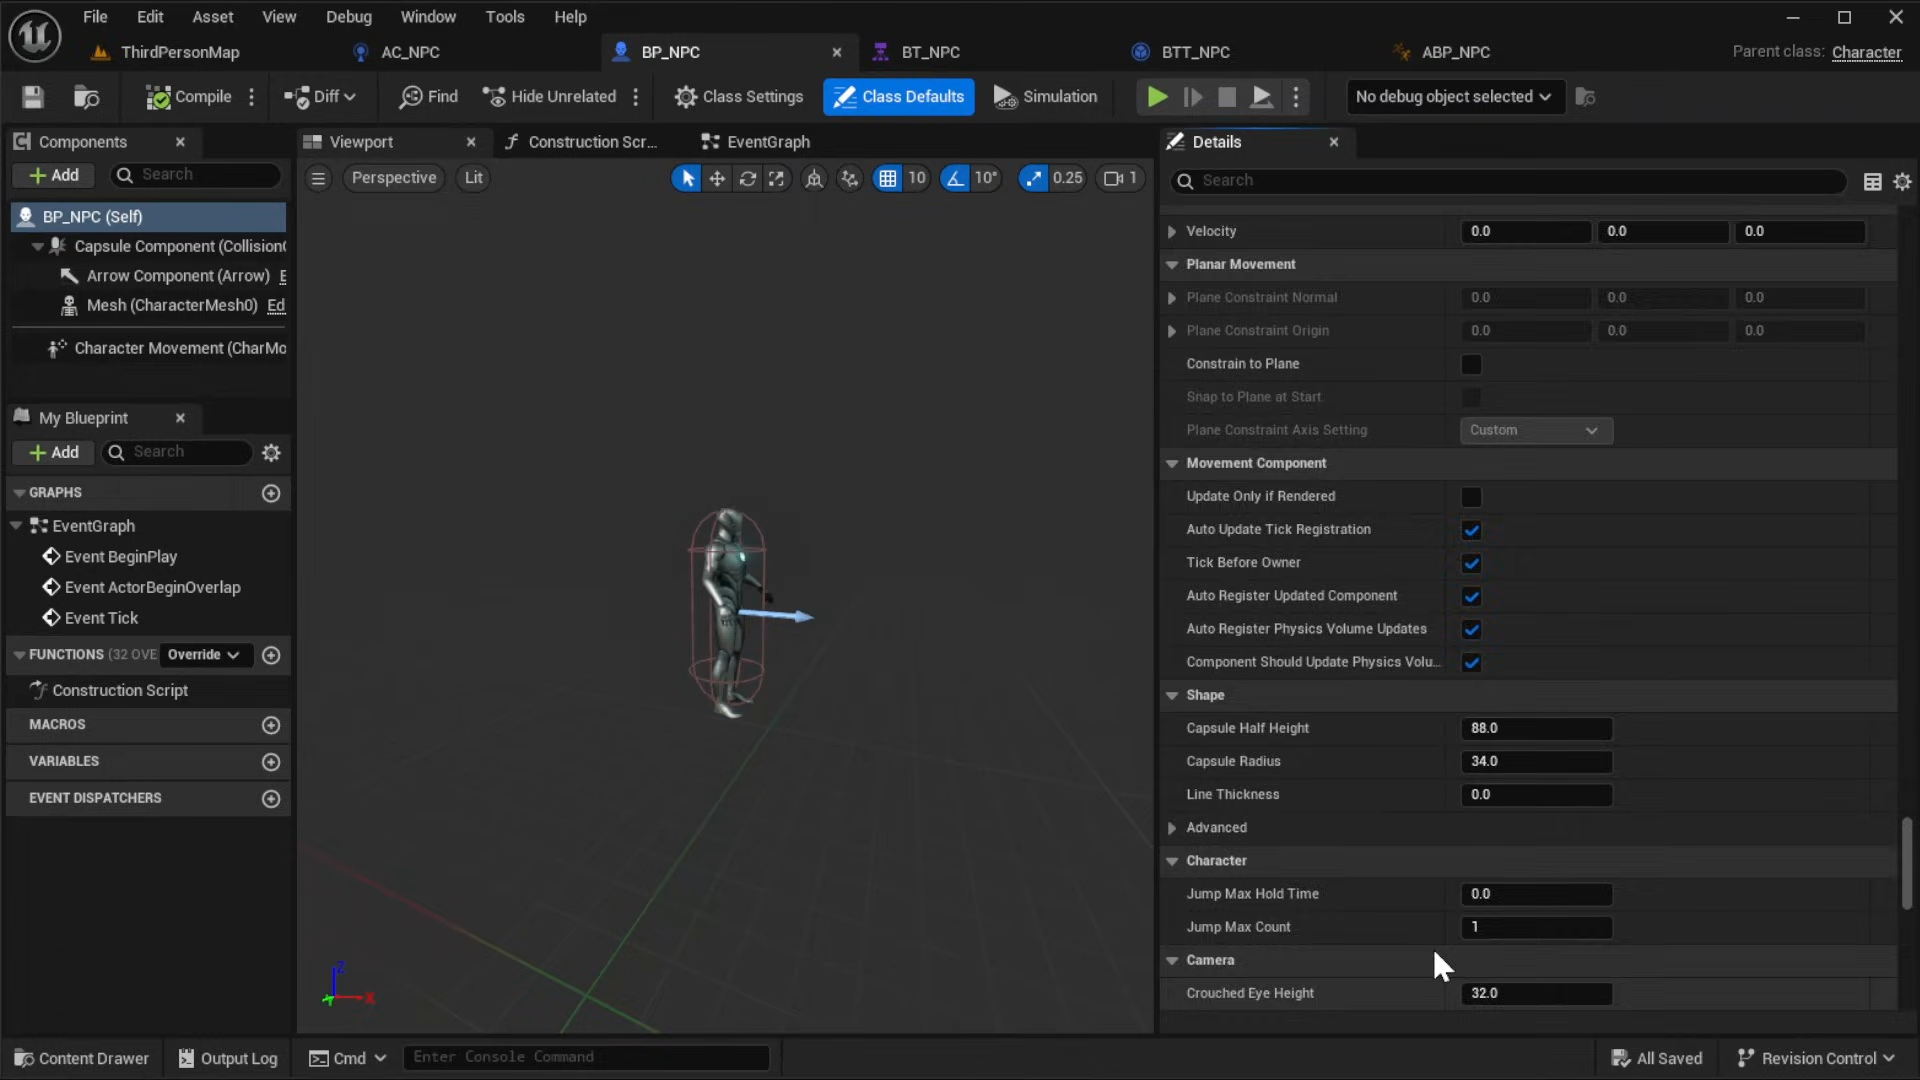 File Edit Asset View Debug Window Tools Help
ThirdPersonMap AC_NPC BP_NPC BT_NPC BTT_NPC ABP_NPC Parent class: Character
Compile Diff Find Hide Unrelated Class Settings Class Defaults Simulation No debug object selected
Components
Add Search
BP_NPC (Self)
Capsule Component (CollisionC
Arrow Component (Arrow) E
Mesh (CharacterMesh0) Ed
Character Movement (CharMo
My Blueprint
Add Search
GRAPHS
EventGraph
Event BeginPlay
Event ActorBeginOverlap
Event Tick
FUNCTIONS (32 OVE Override
Construction Script
MACROS
VARIABLES
EVENT DISPATCHERS
Viewport Construction Scr... EventGraph
Perspective Lit 10 10° 0.25 1
Z
X
Details
Search
Velocity 0.0 0.0 0.0
Planar Movement
Plane Constraint Normal 0.0 0.0 0.0
Plane Constraint Origin 0.0 0.0 0.0
Constrain to Plane
Snap to Plane at Start
Plane Constraint Axis Setting Custom
Movement Component
Update Only if Rendered
Auto Update Tick Registration
Tick Before Owner
Auto Register Updated Component
Auto Register Physics Volume Updates
Component Should Update Physics Volu...
Shape
Capsule Half Height 88.0
Capsule Radius 34.0
Line Thickness 0.0
Advanced
Character
Jump Max Hold Time 0.0
Jump Max Count 1
Camera
Crouched Eye Height 32.0
Content Drawer Output Log Cmd Enter Console Command All Saved Revision Control